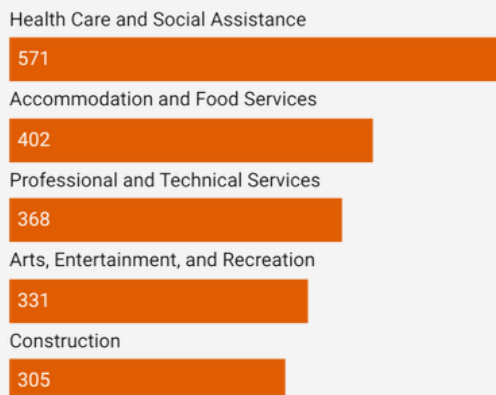 Health Care and Social Assistance
571
Accommodation and Food Services
402
Professional and Technical Services
368
Arts, Entertainment, and Recreation
331
Construction
305